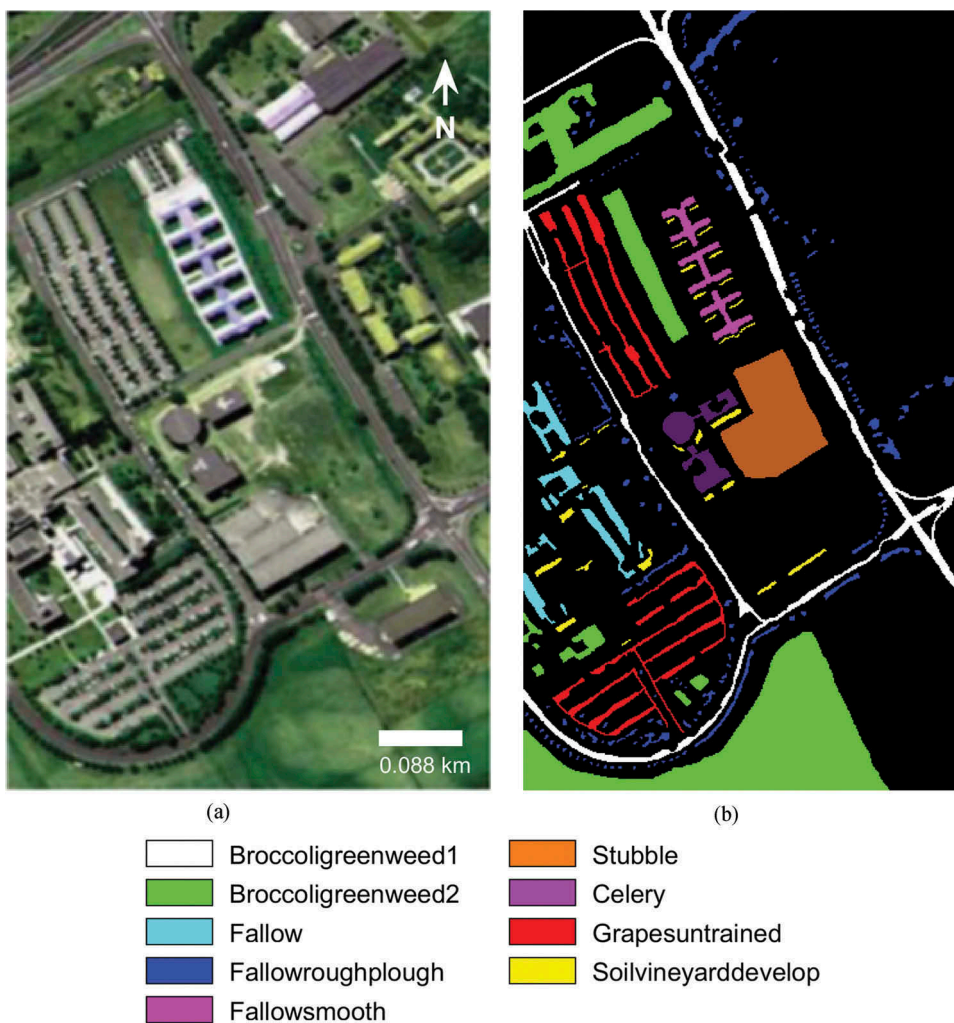 N
0.088 km
(a)
(b)
Broccoligreenweed1
Broccoligreenweed2
Fallow
Fallowroughplough
Fallowsmooth
Stubble
Celery
Grapesuntrained
Soilvineyarddevelop